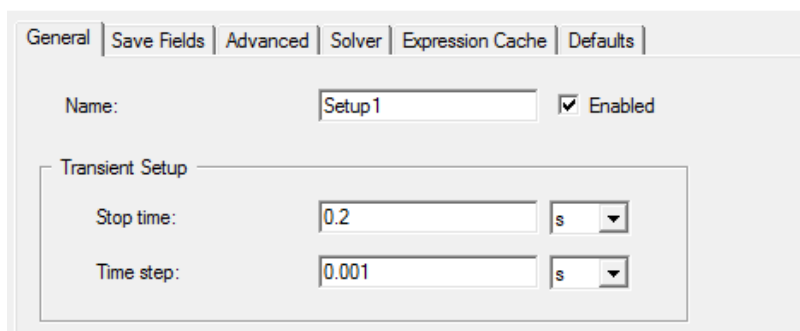 General Save Fields Advanced Solver Expression Cache Defaults
Name: Setup1 Enabled
Transient Setup
Stop time: 0.2 s
Time step: 0.001 s